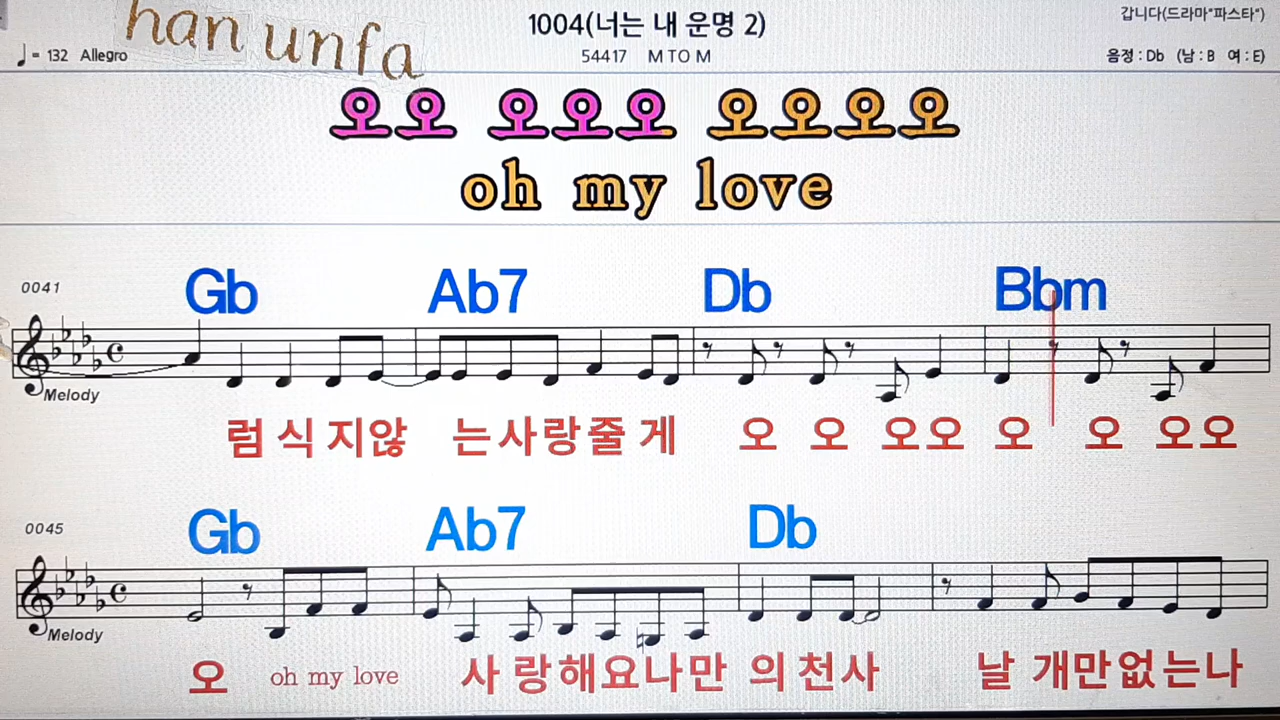 han unfa
1004(너는 내 운명 2)
갑니다(드라마"파스타")
♩= 132 Allegro
54417 M TO M
음정 : Db (남 : B 여 : E)
오오 오오오 오오오오
oh my love
0041
Gb Ab7 Db Bbm
Melody
럼 식 지않 는사랑줄 게 오 오 오오 오 오 오오
0045
Gb Ab7 Db
Melody
오 oh my love 사 랑해요나만 의천사 날 개만없는나